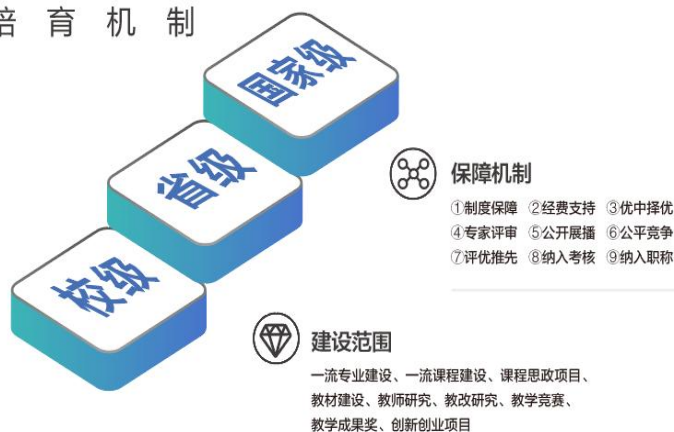 培育机制
国家级
省级
校级
保障机制
①制度保障 ②经费支持 ③优中择优
④专家评审 ⑤公开展播 ⑥公平竞争
⑦评优推先 ⑧纳入考核 ⑨纳入职称
建设范围
一流专业建设、一流课程建设、课程思政项目、
教材建设、教师研究、教改研究、教学竞赛、
教学成果奖、创新创业项目